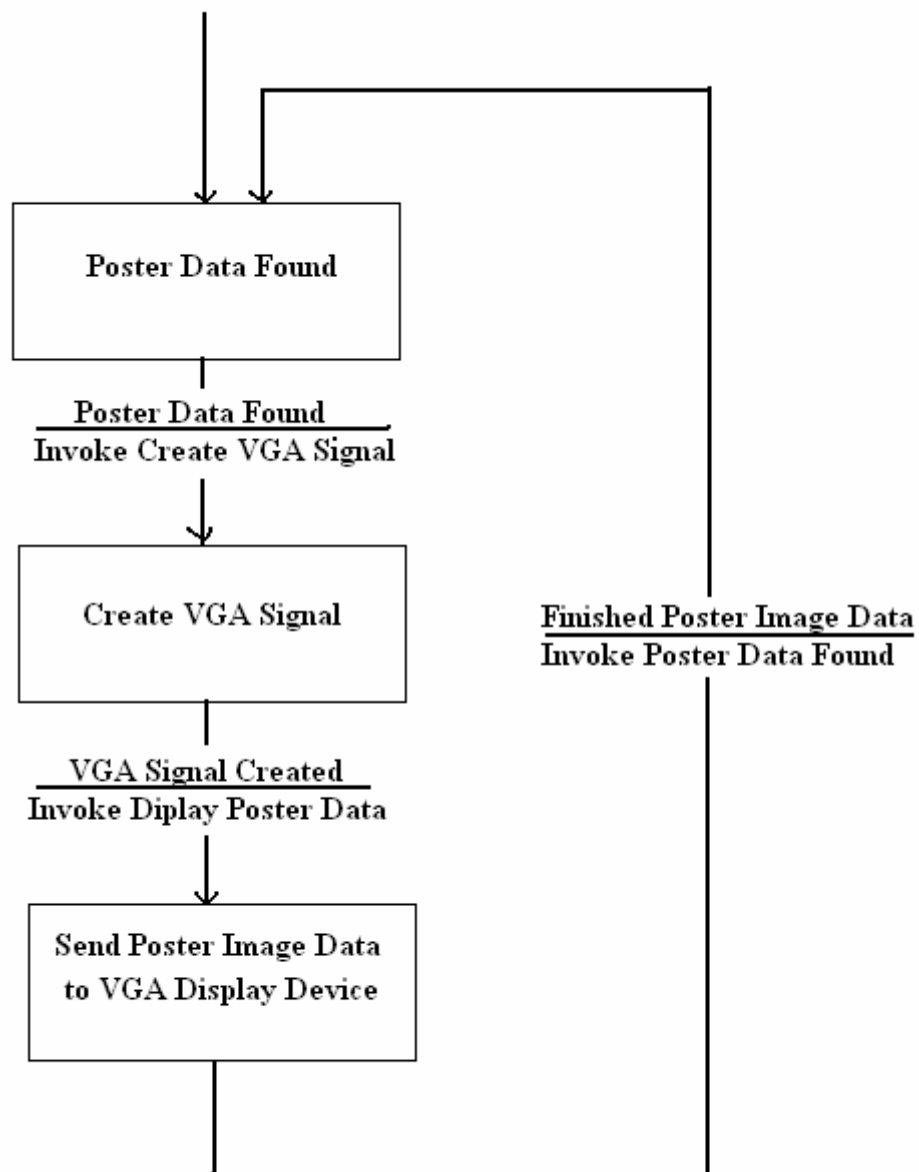 Poster Data Found
Poster Data Found
Invoke Create VGA Signal
Create VGA Signal
Finished Poster Image Data
Invoke Poster Data Found
VGA Signal Created
Invoke Diplay Poster Data
Send Poster Image Data
to VGA Display Device